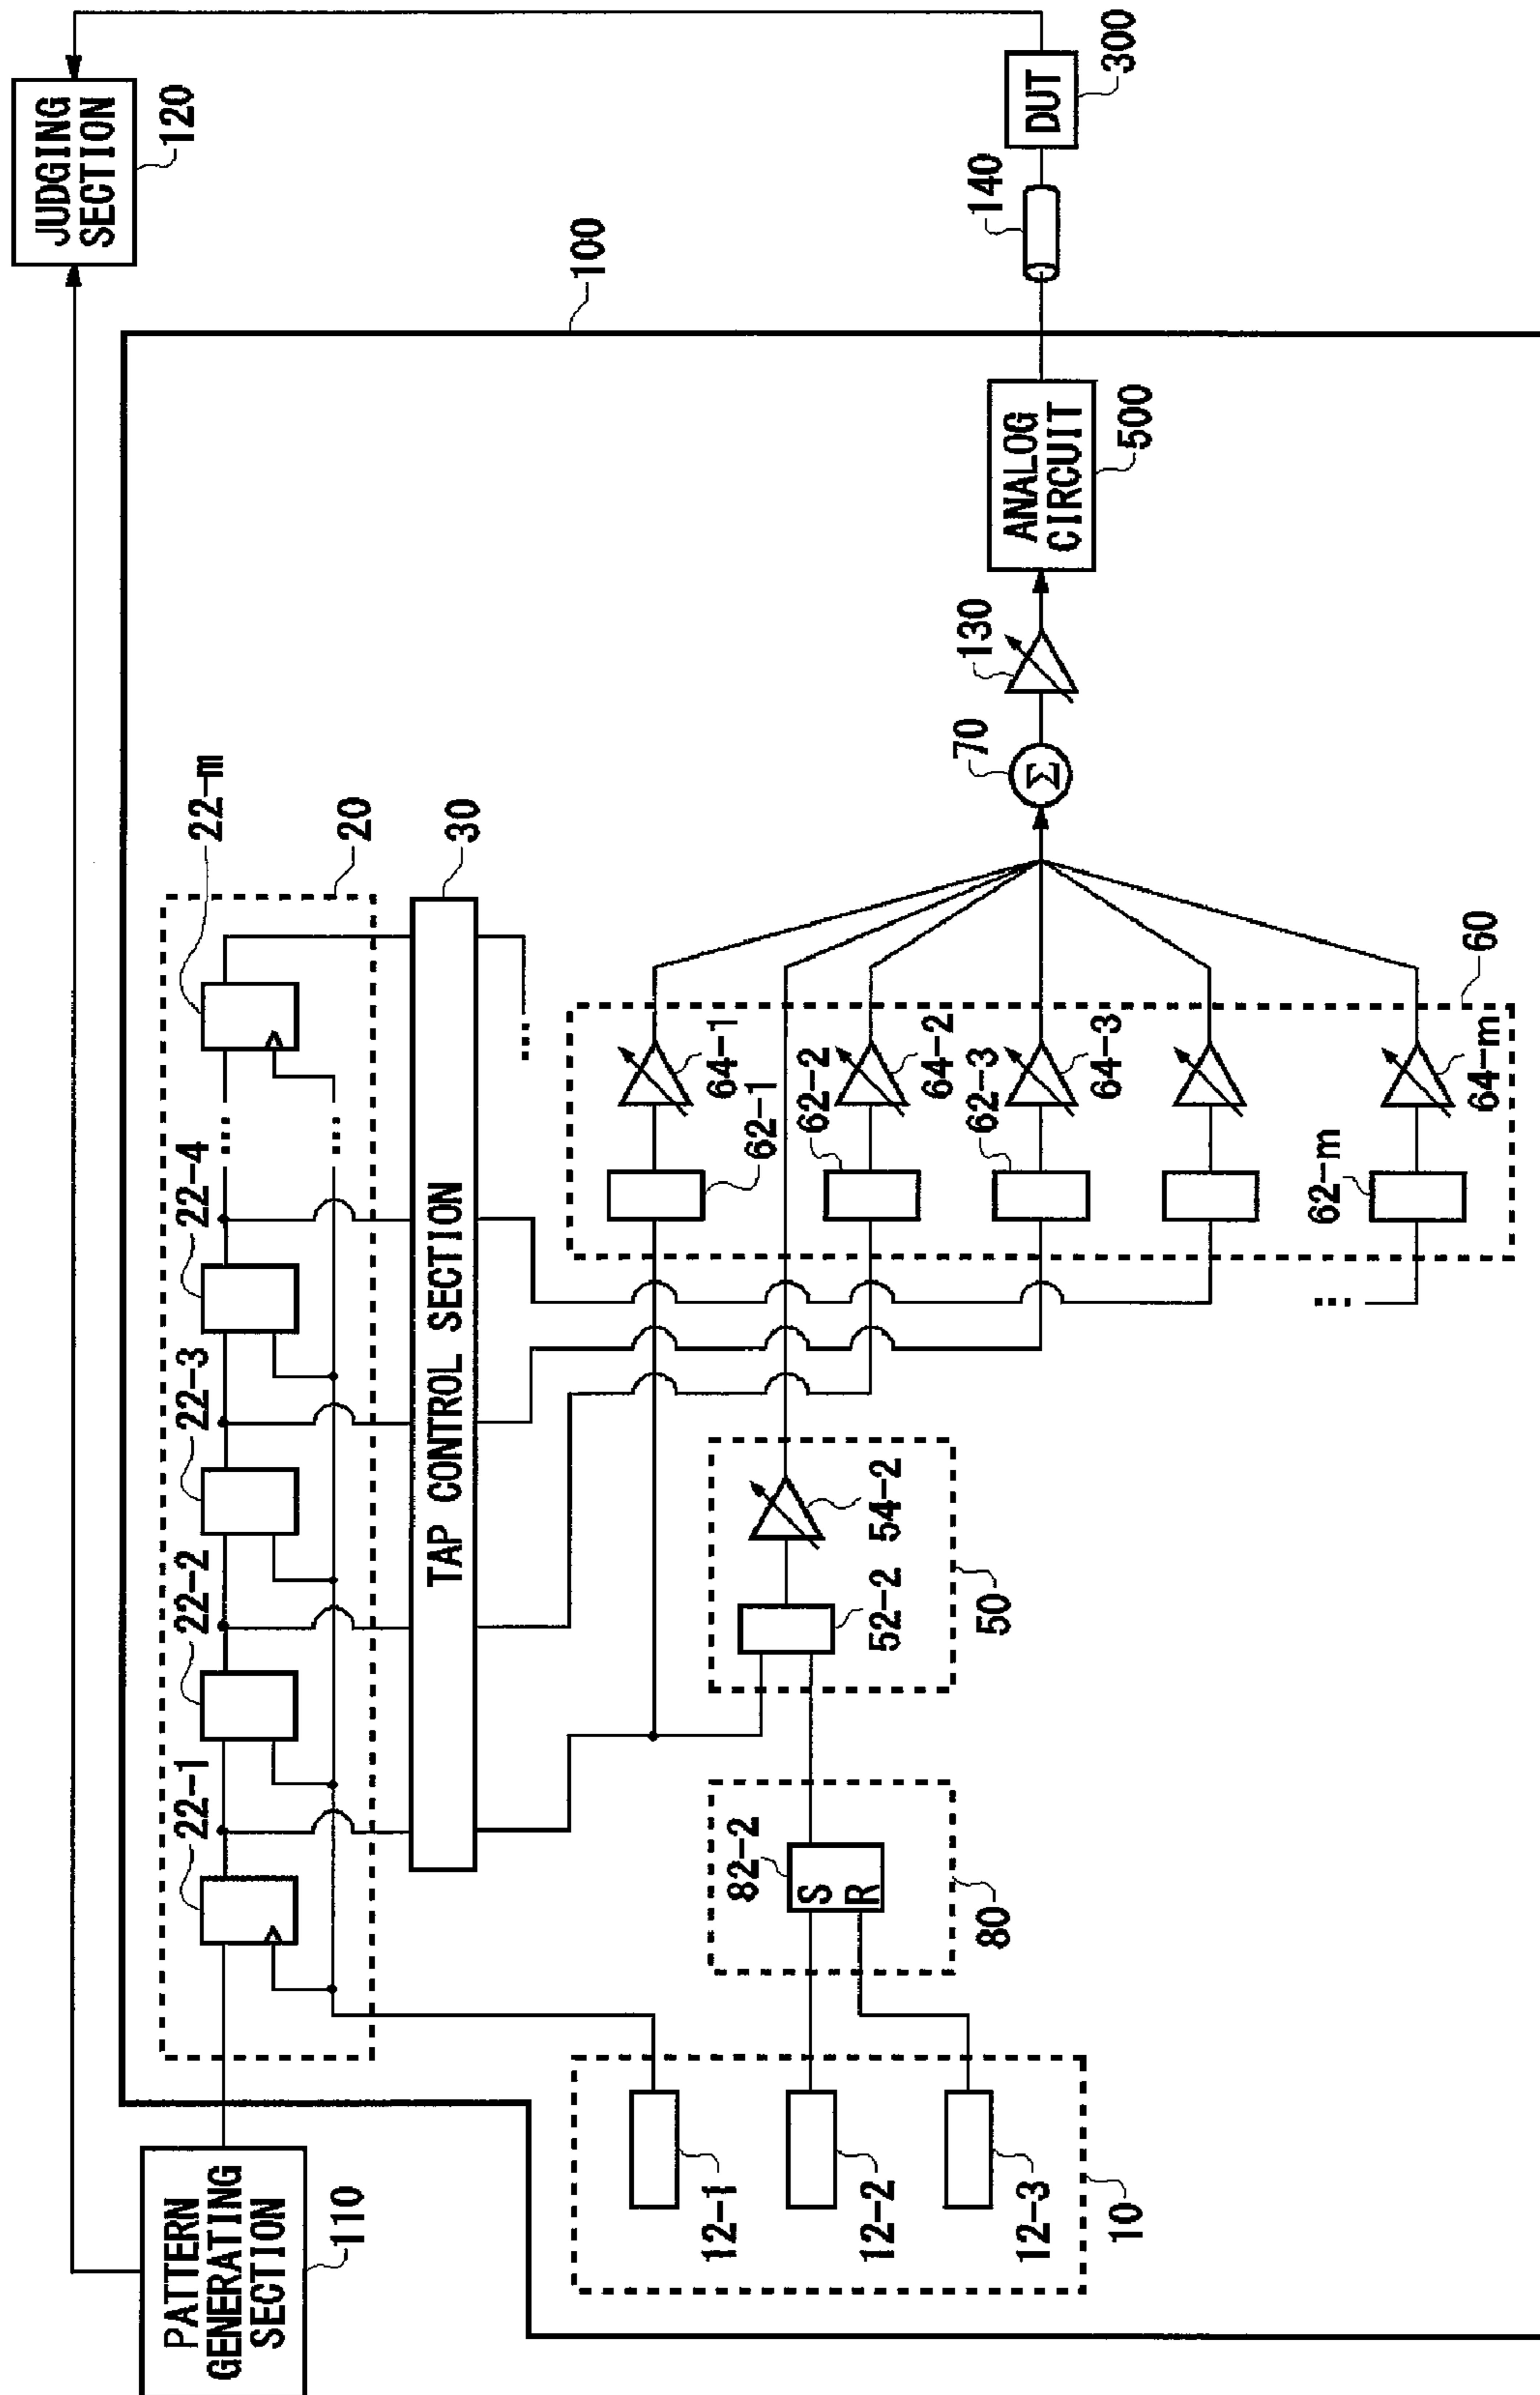 PATTERN
GENERATING
SECTION
110
JUDGING
SECTION
120
100
22-1
22-2
22-3
22-4
22-m
20
TAP CONTROL SECTION
30
12-1
12-2
12-3
10
82-2
S
R
80
52-2
54-2
50
62-1
64-1
62-2
64-2
62-3
64-3
62-m
64-m
60
Σ
70
130
ANALOG
CIRCUIT
500
140
DUT
300
...
...
...
...